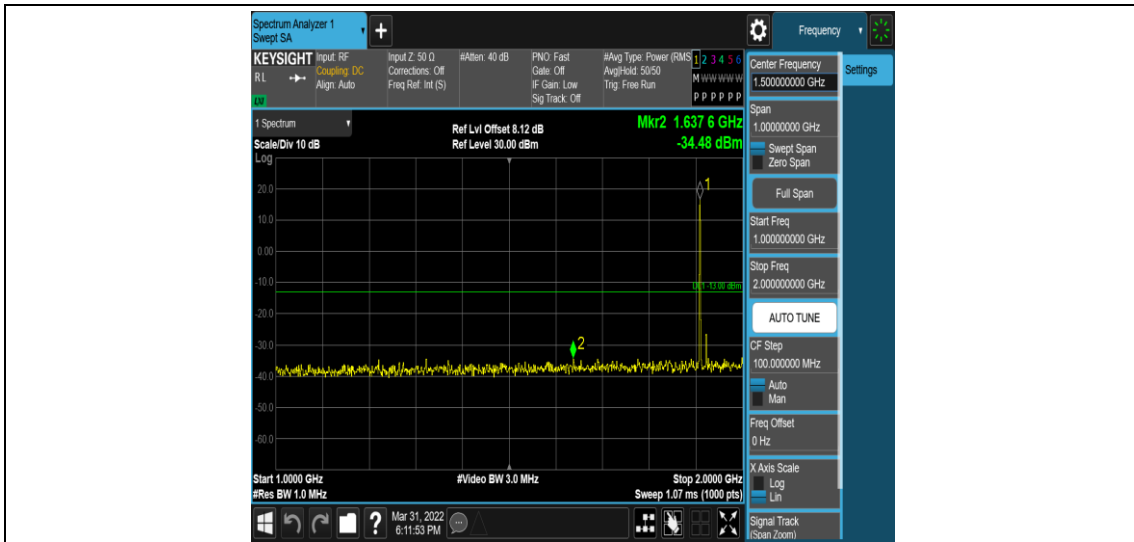 Spectrum Analyzer 1
Swept SA
+
Frequency
KEYSIGHT Input: RF Input Z: 50 Ω #Atten: 40 dB PNO: Fast #Avg Type: Power (RMS 1 2 3 4 5 6
RL Coupling: DC Corrections: Off Gate: Off Avg|Hold: 50/50 M W W W W W
Align: Auto Freq Ref: Int (S) IF Gain: Low Trig: Free Run
Sig Track: Off P P P P P P
LXI
1 Spectrum
Scale/Div 10 dB
Ref Lvl Offset 8.12 dB
Ref Level 30.00 dBm
Mkr2 1.637 6 GHz
-34.48 dBm
Log
20.0
10.0
0.00
-10.0
-20.0
-30.0
-40.0
-50.0
-60.0
1
DL1 -13.00 dBm
2
Start 1.0000 GHz #Video BW 3.0 MHz Stop 2.0000 GHz
#Res BW 1.0 MHz Sweep 1.07 ms (1000 pts)
Center Frequency
1.500000000 GHz
Settings
Span
1.00000000 GHz
Swept Span
Zero Span
Full Span
Start Freq
1.000000000 GHz
Stop Freq
2.000000000 GHz
AUTO TUNE
CF Step
100.000000 MHz
Auto
Man
Freq Offset
0 Hz
X Axis Scale
Log
Lin
Signal Track
(Span Zoom)
?
Mar 31, 2022
6:11:53 PM